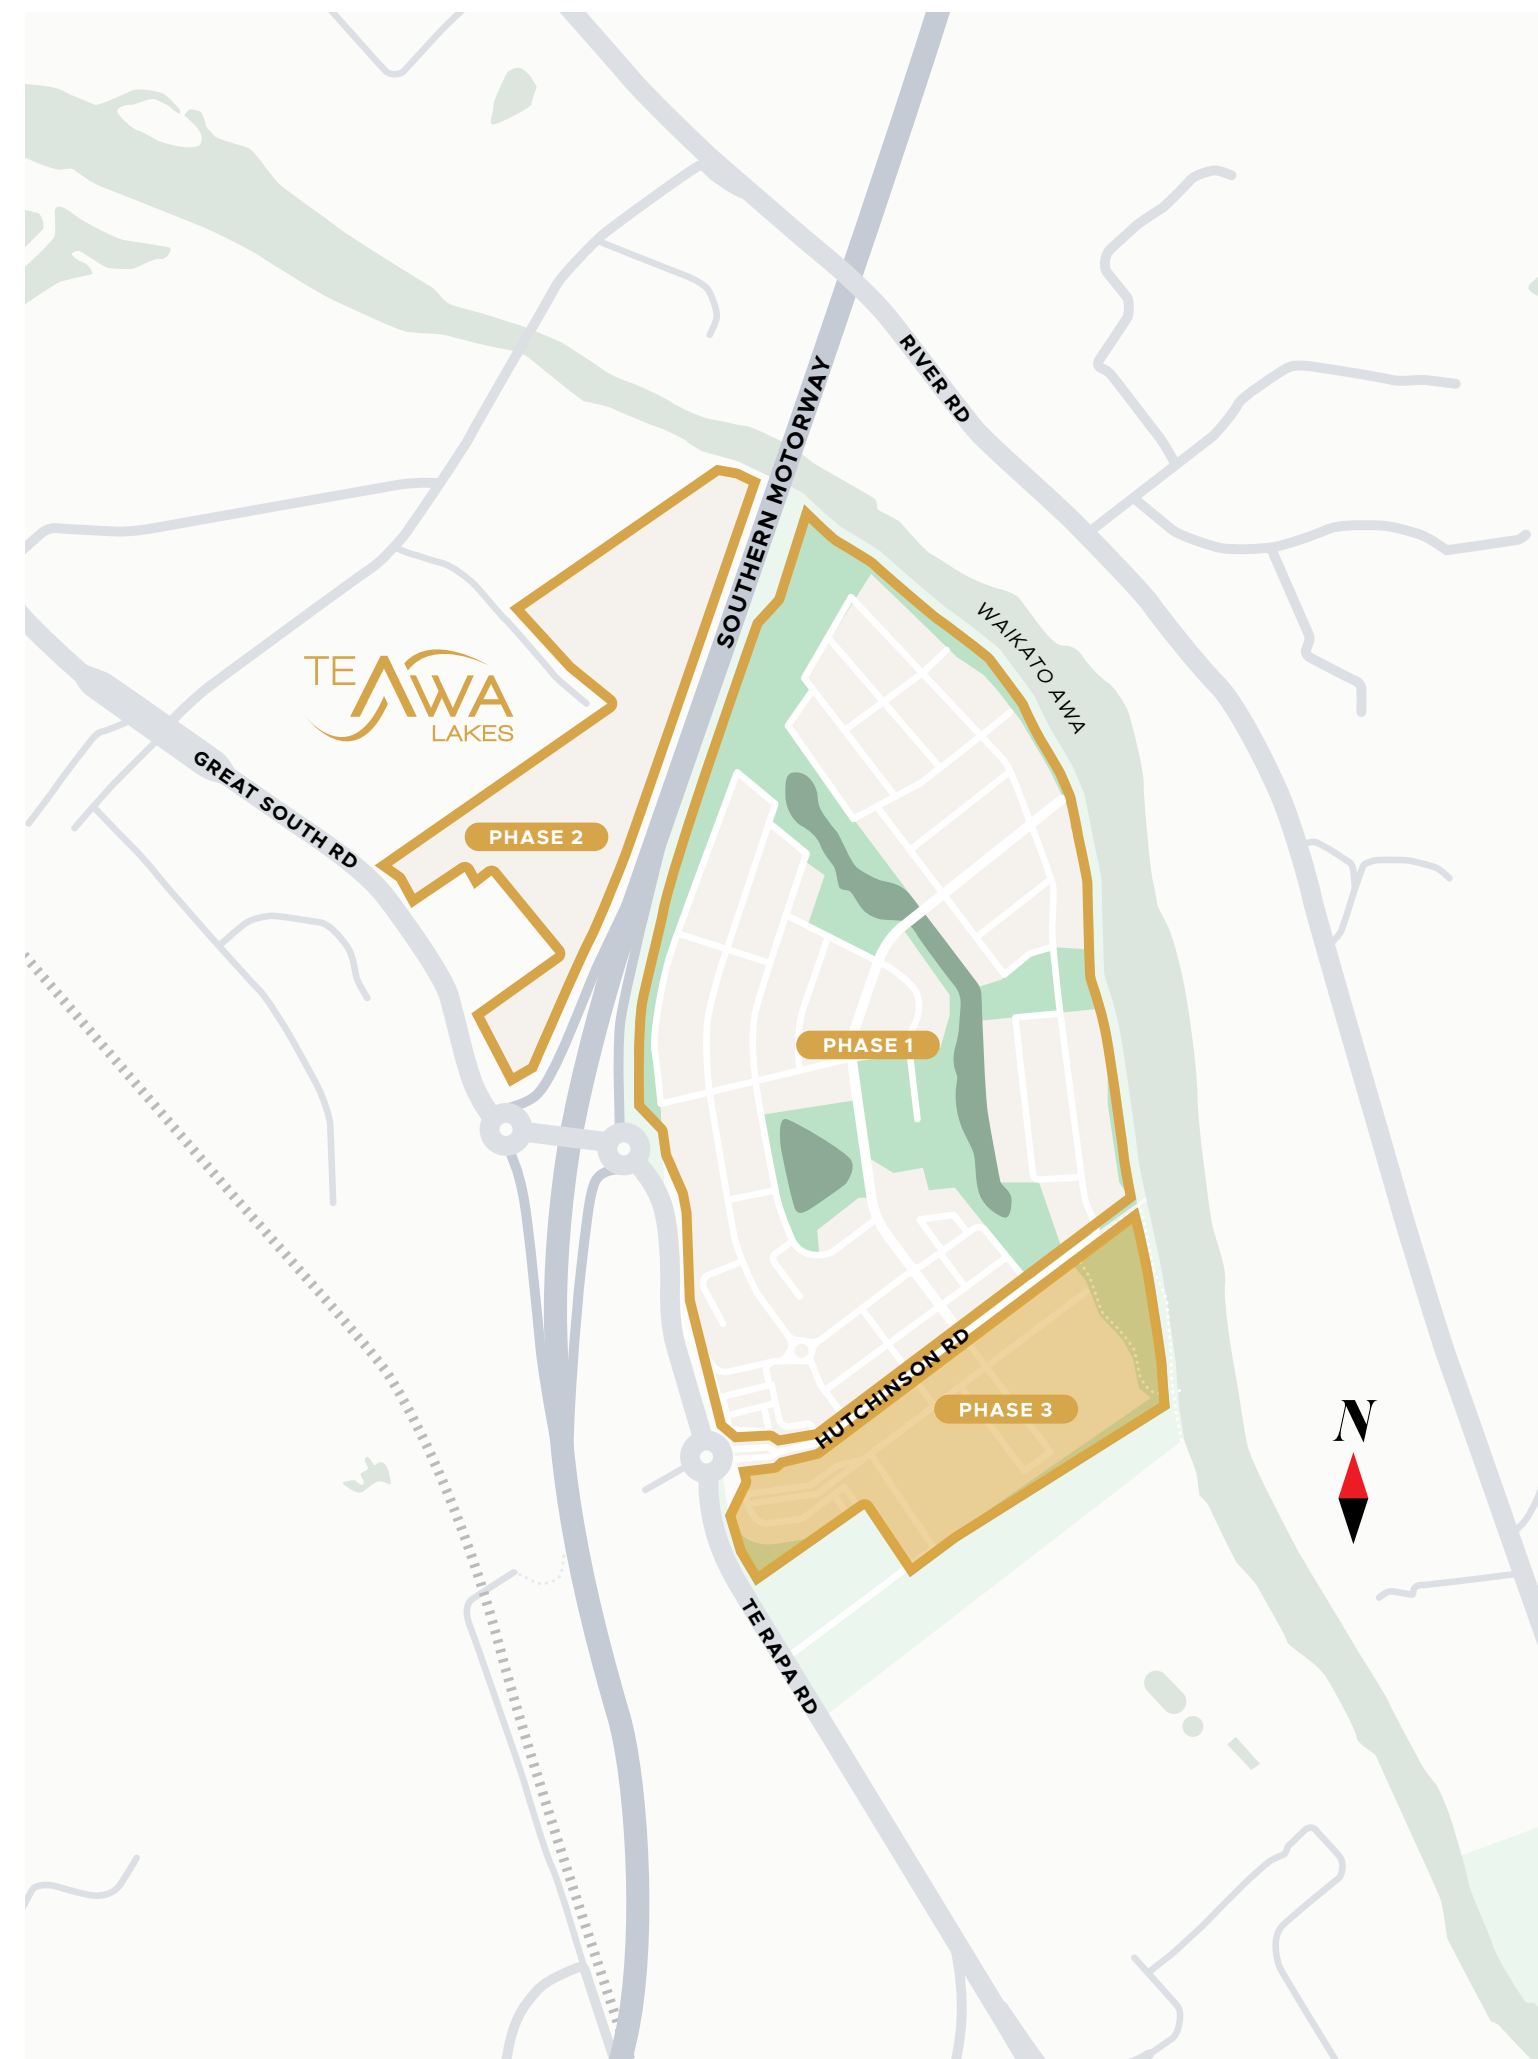 RIVER RD
SOUTHERN MOTORWAY
WAIKATO AWA
TE AWA
LAKES
GREAT SOUTH RD
PHASE 2
PHASE 1
HUTCHINSON RD
PHASE 3
N
TE RAPA RD